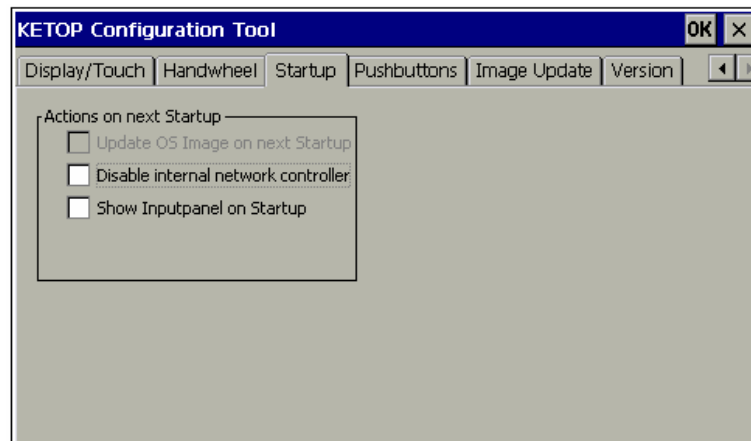 KETOP Configuration Tool OK ×
Display/Touch Handwheel Startup Pushbuttons Image Update Version
Actions on next Startup
Update OS Image on next Startup
Disable internal network controller
Show Inputpanel on Startup